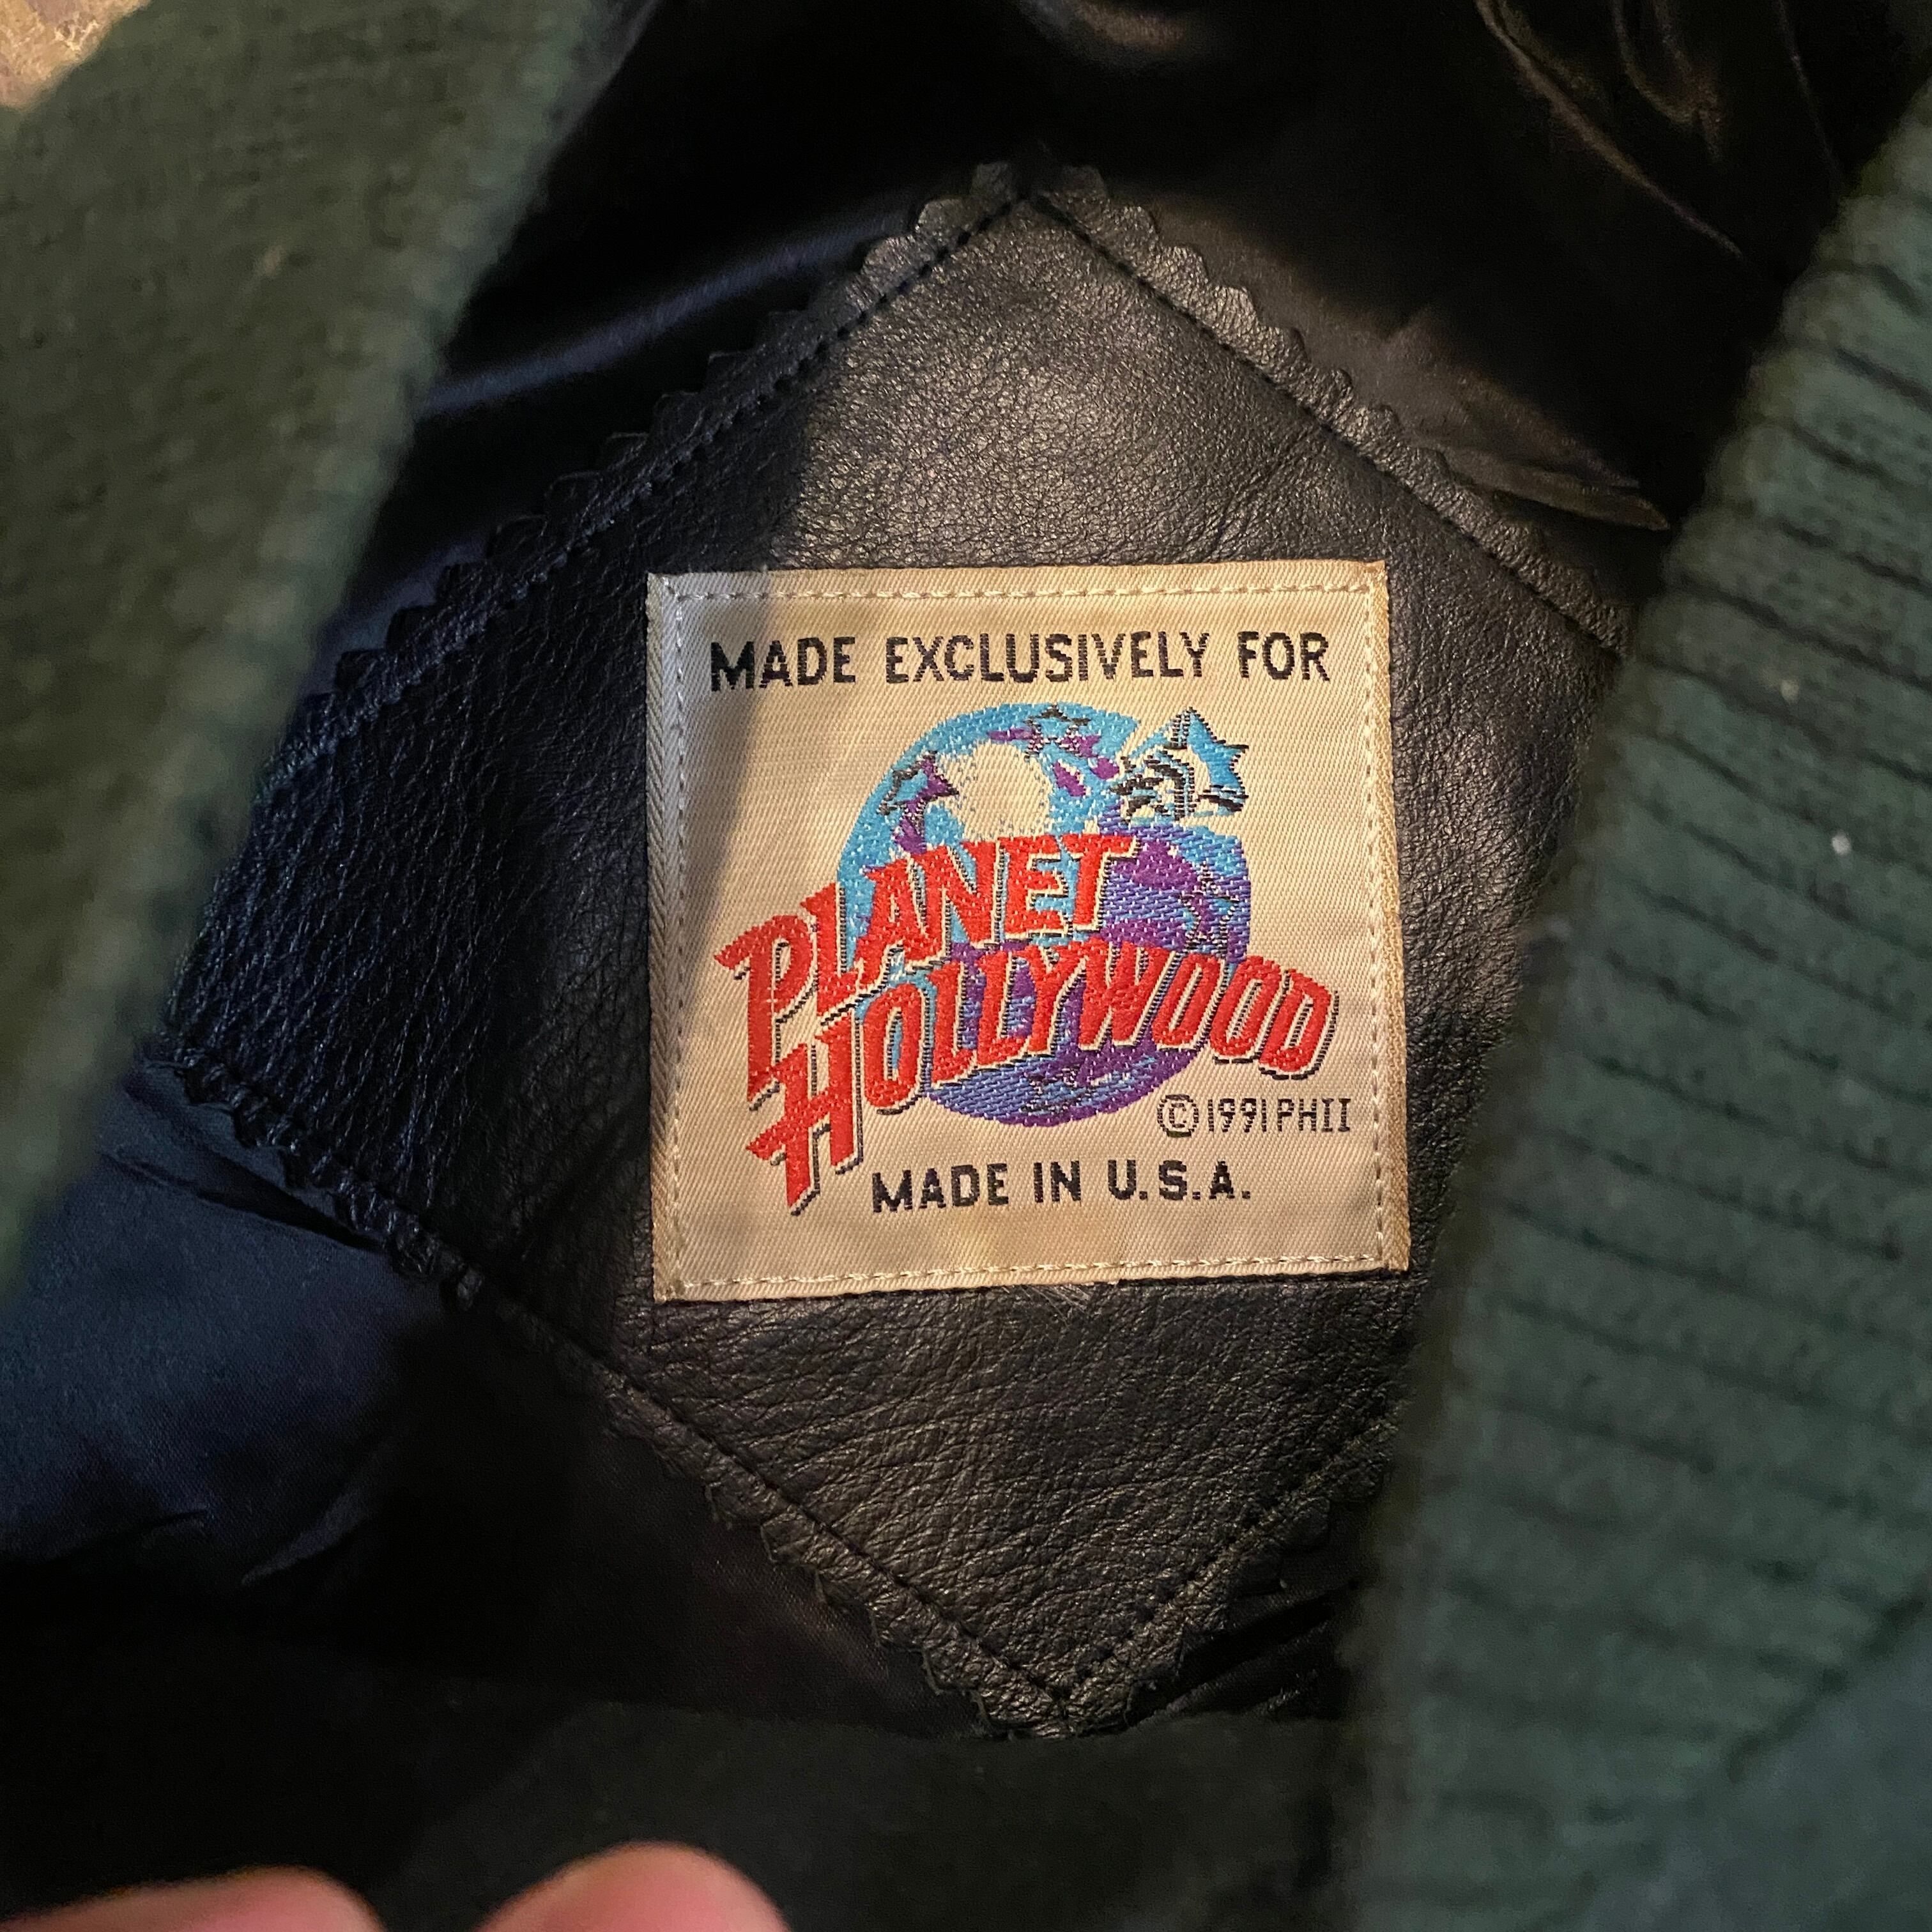 MADE EXCLUSIVELY FOR
PLANET
HOLLYWOOD
©1991 PHII
MADE IN U.S.A.